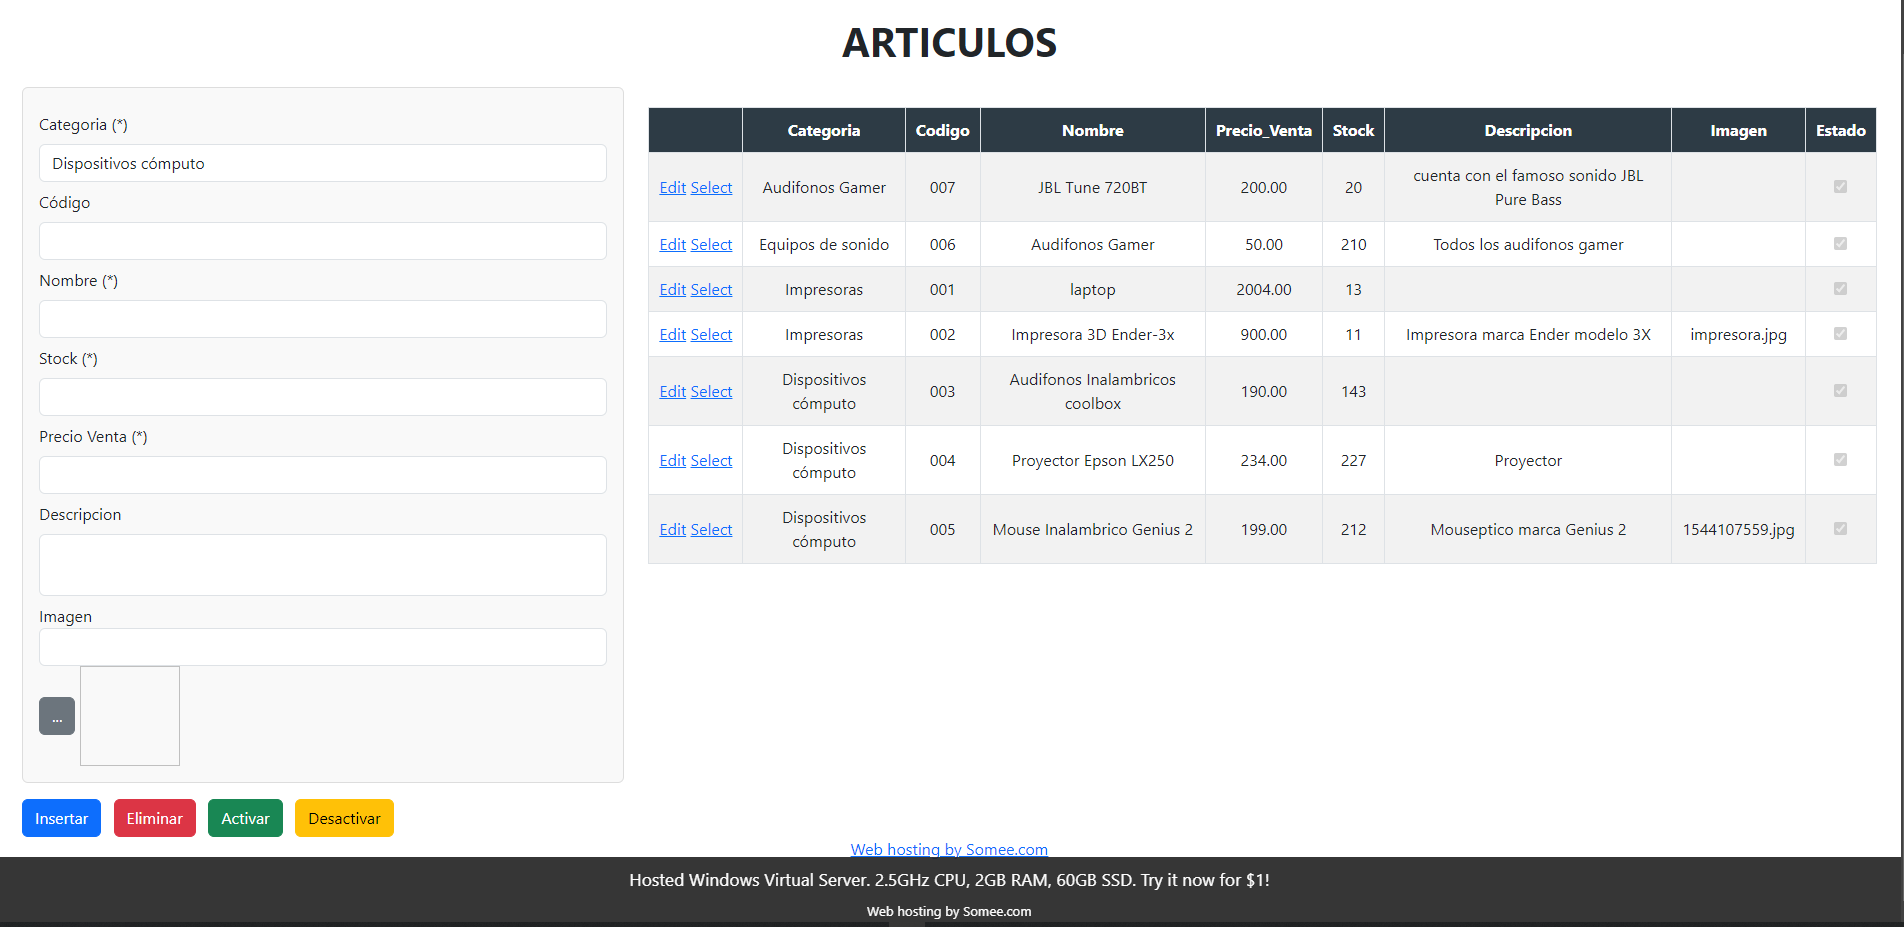 ARTICULOS
Categoria (*)
Dispositivos cómputo
Código
Nombre (*)
Stock (*)
Precio Venta (*)
Descripcion
Imagen
...
Insertar Eliminar Activar Desactivar
Categoria Codigo Nombre Precio_Venta Stock Descripcion Imagen Estado
Edit Select Audifonos Gamer 007 JBL Tune 720BT 200.00 20 cuenta con el famoso sonido JBL
Pure Bass
Edit Select Equipos de sonido 006 Audifonos Gamer 50.00 210 Todos los audifonos gamer
Edit Select Impresoras 001 laptop 2004.00 13
Edit Select Impresoras 002 Impresora 3D Ender-3x 900.00 11 Impresora marca Ender modelo 3X impresora.jpg
Edit Select Dispositivos cómputo 003 Audifonos Inalambricos coolbox 190.00 143
Edit Select Dispositivos cómputo 004 Proyector Epson LX250 234.00 227 Proyector
Edit Select Dispositivos cómputo 005 Mouse Inalambrico Genius 2 199.00 212 Mouseptico marca Genius 2 1544107559.jpg
Web hosting by Somee.com
Hosted Windows Virtual Server. 2.5GHz CPU, 2GB RAM, 60GB SSD. Try it now for $1!
Web hosting by Somee.com